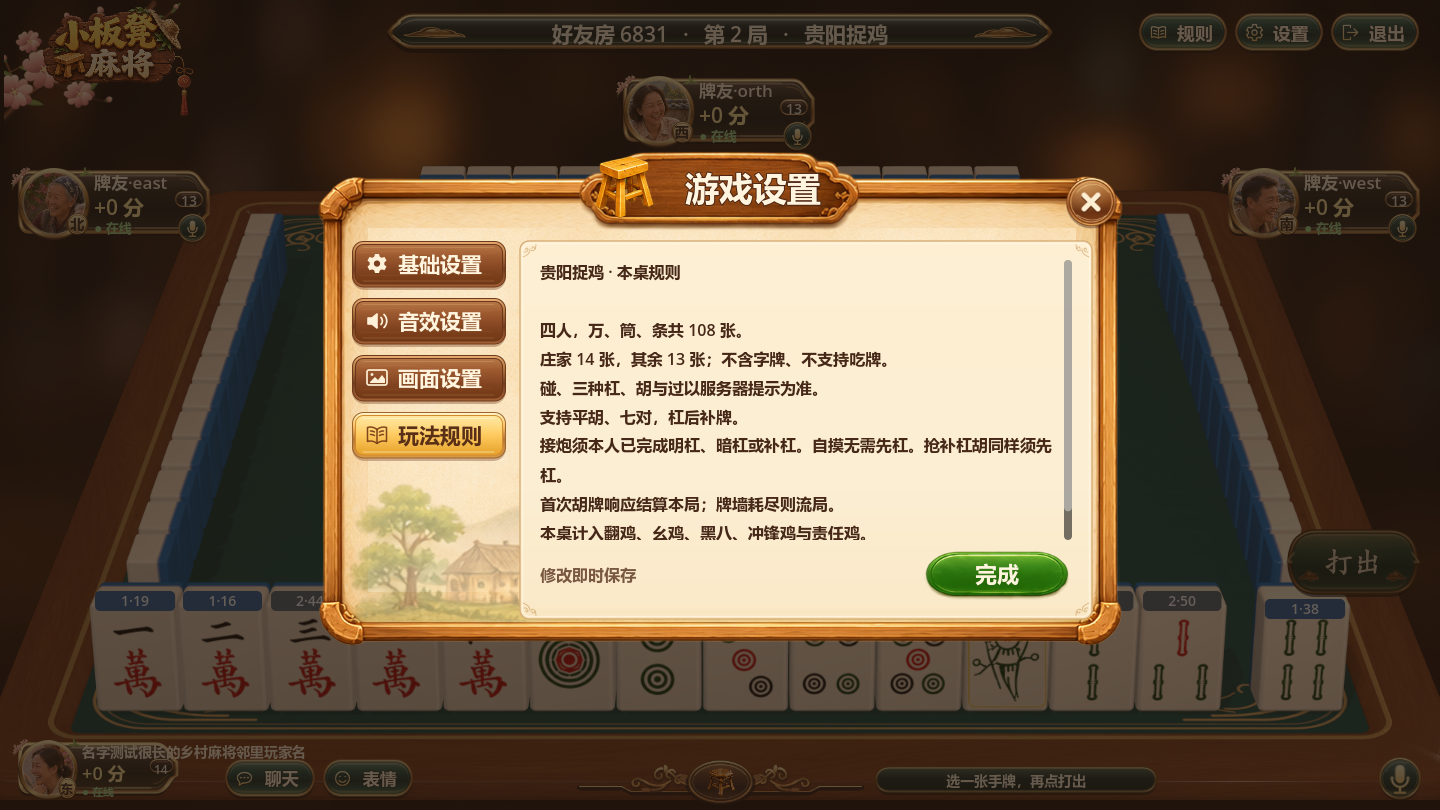 小板凳
麻将
好友房 6831 · 第 2 局 · 贵阳捉鸡
规则
设置
退出
牌友·orth
+0 分
13
西
在线
牌友·east
+0 分
13
北
在线
牌友·west
+0 分
13
南
在线
游戏设置
基础设置
音效设置
画面设置
玩法规则
贵阳捉鸡 · 本桌规则
四人，万、筒、条共 108 张。
庄家 14 张，其余 13 张；不含字牌、不支持吃牌。
碰、三种杠、胡与过以服务器提示为准。
支持平胡、七对，杠后补牌。
接炮须本人已完成明杠、暗杠或补杠。自摸无需先杠。抢补杠胡同样须先
杠。
首次胡牌响应结算本局；牌墙耗尽则流局。
本桌计入翻鸡、幺鸡、黑八、冲锋鸡与责任鸡。
修改即时保存
完成
打出
1·19
1·16
2·44
2·50
1·38
一
二
三
萬
萬
萬
萬
萬
名字测试很长的乡村麻将邻里玩家名
+0 分
14
东
在线
聊天
表情
选一张手牌，再点打出